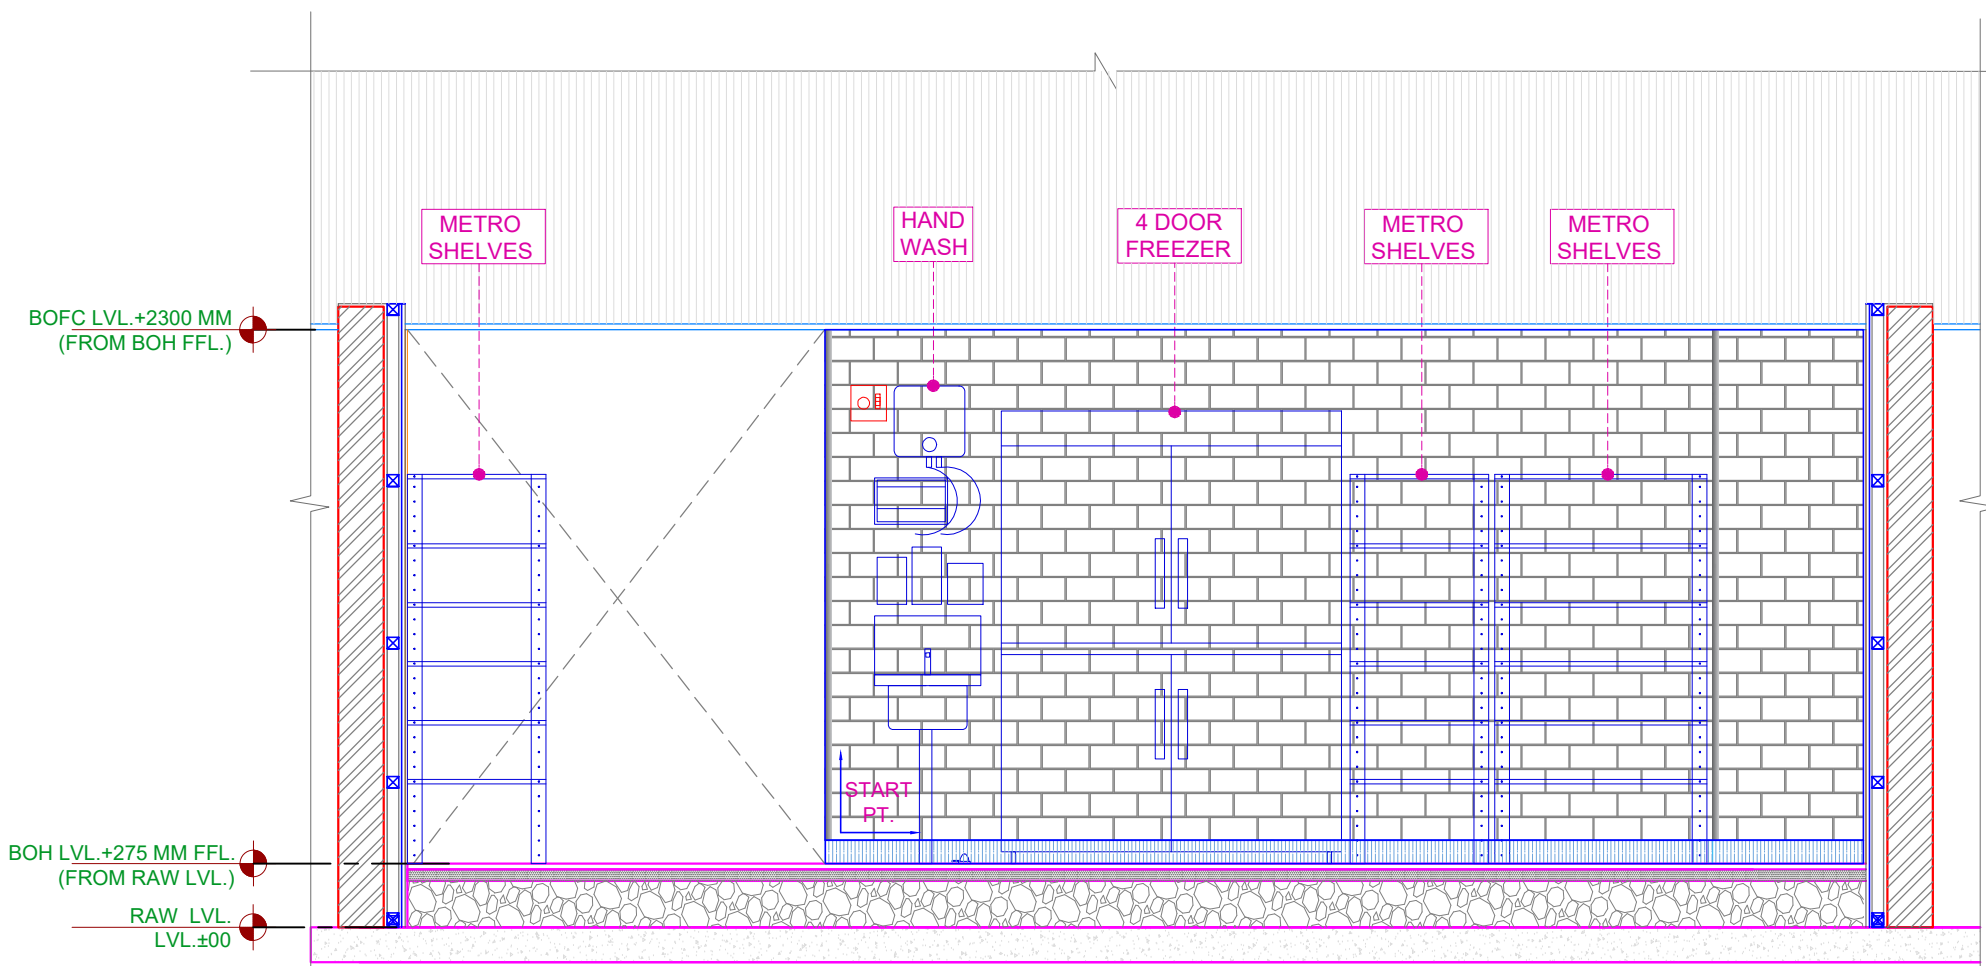 METRO
SHELVES
HAND
WASH
4 DOOR
FREEZER
METRO
SHELVES
METRO
SHELVES
BOFC LVL.+2300 MM
(FROM BOH FFL.)
START
PT.
BOH LVL.+275 MM FFL.
(FROM RAW LVL.)
RAW LVL.
LVL.±00